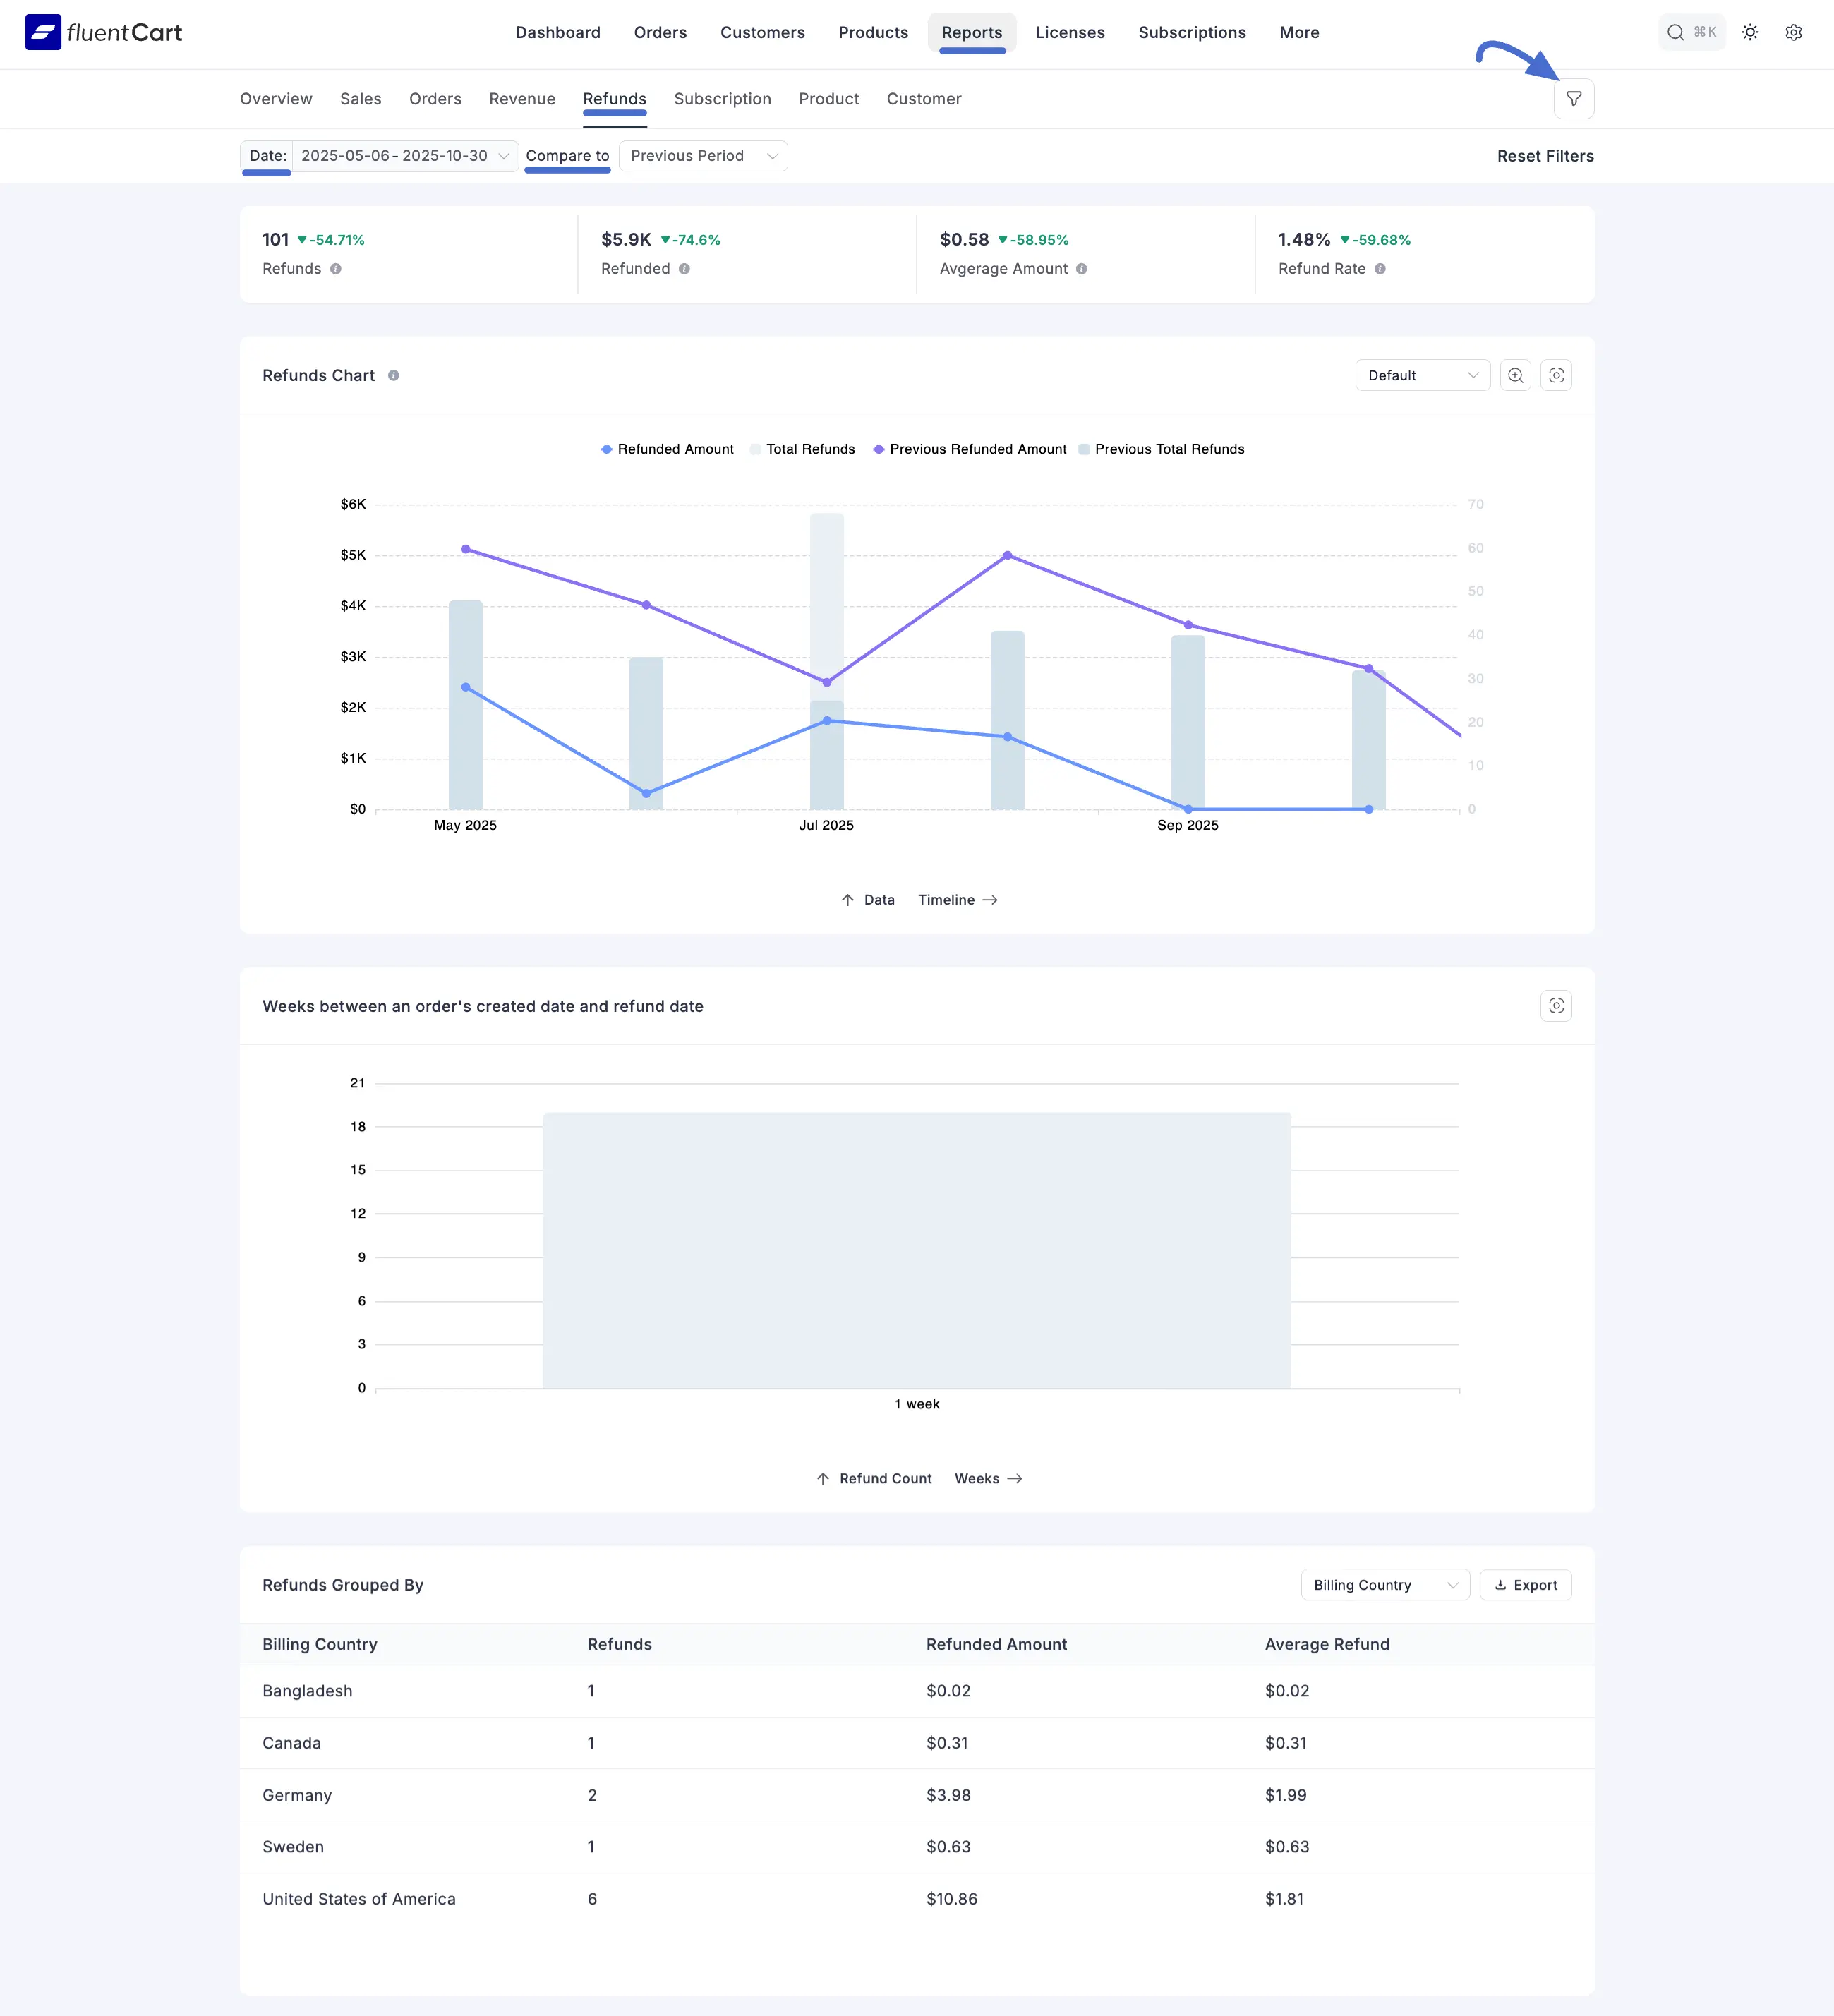 fluentCart
Dashboard Orders Customers Products Reports Licenses Subscriptions More
⌘K
Overview Sales Orders Revenue Refunds Subscription Product Customer
Date: 2025-05-06 - 2025-10-30 Compare to Previous Period Reset Filters
101 -54.71% $5.9K -74.6% $0.58 -58.95% 1.48% -59.68%
Refunds Refunded Avgerage Amount Refund Rate
Refunds Chart Default
Refunded Amount Total Refunds Previous Refunded Amount Previous Total Refunds
$6K 70
$5K 60
50
$4K 40
$3K 30
$2K 20
$1K 10
$0 0
May 2025 Jul 2025 Sep 2025
Data Timeline
Weeks between an order's created date and refund date
21
18
15
12
9
6
3
0
1 week
Refund Count Weeks
Refunds Grouped By Billing Country Export
Billing Country Refunds Refunded Amount Average Refund
Bangladesh 1 $0.02 $0.02
Canada 1 $0.31 $0.31
Germany 2 $3.98 $1.99
Sweden 1 $0.63 $0.63
United States of America 6 $10.86 $1.81